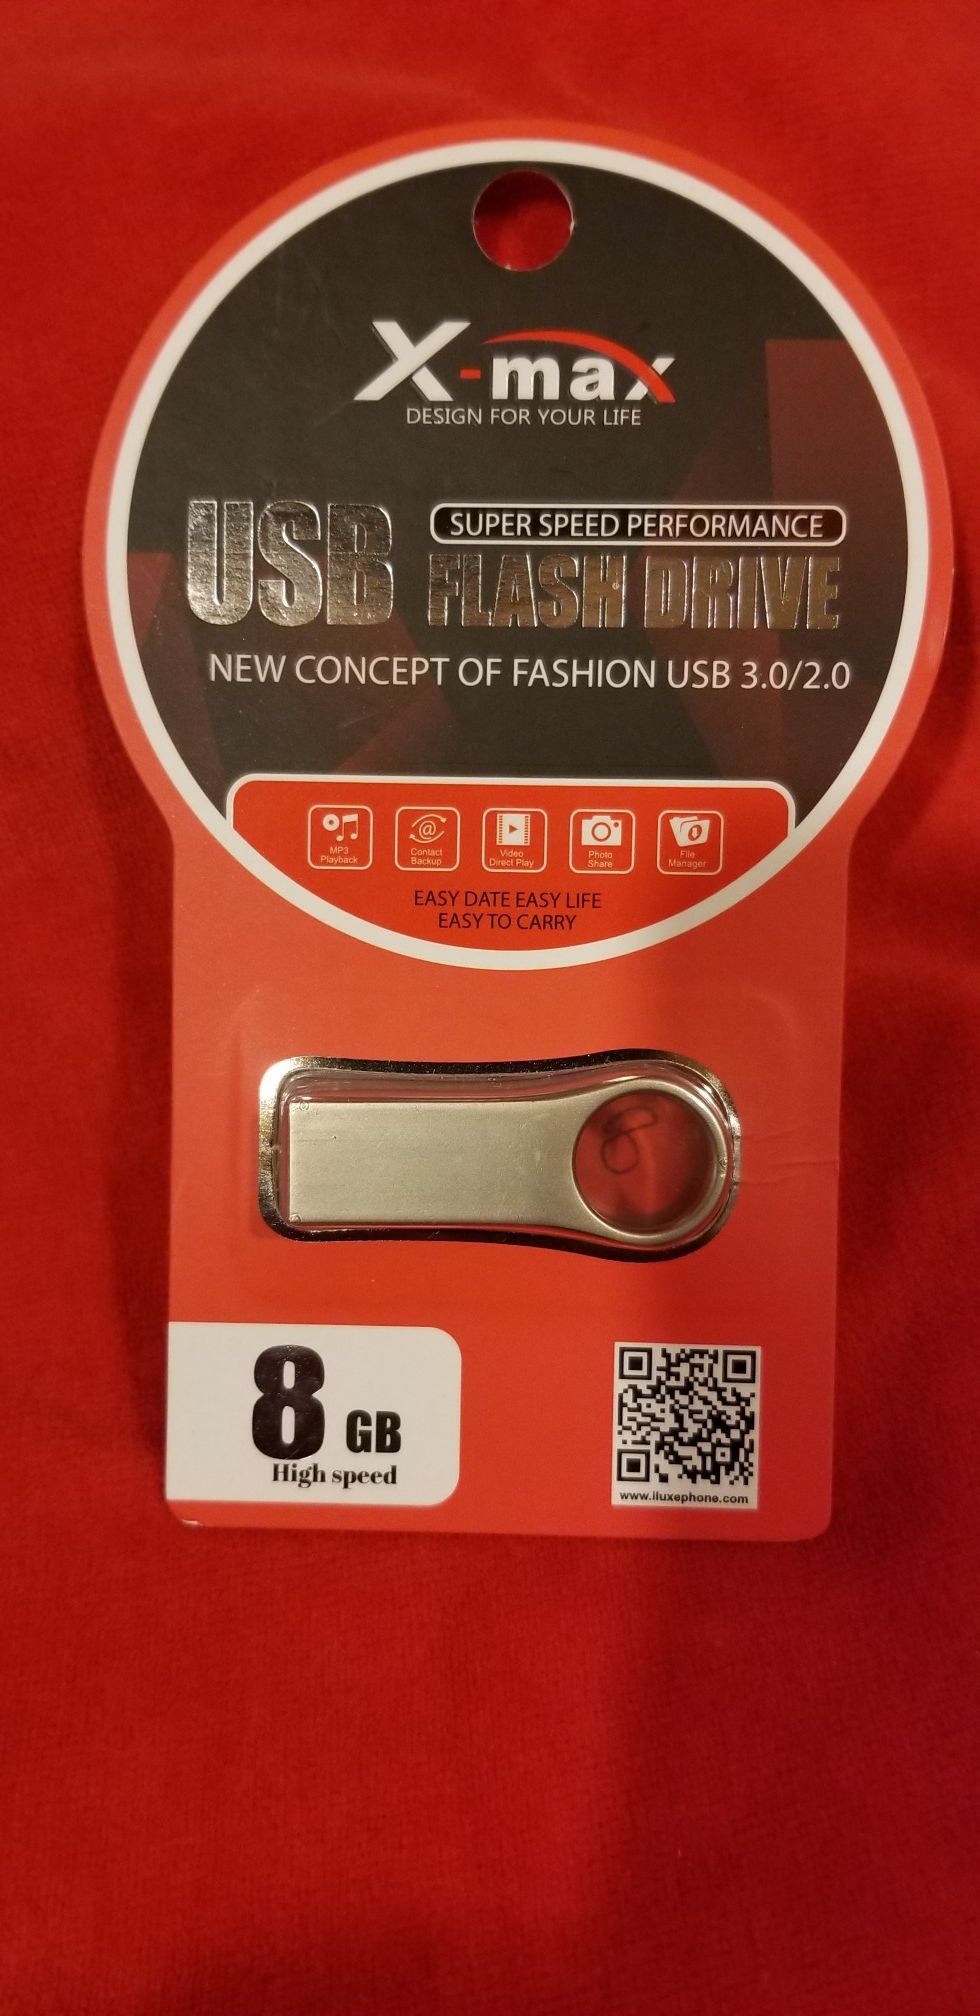 X-max
DESIGN FOR YOUR LIFE
USB
SUPER SPEED PERFORMANCE
FLASH DRIVE
NEW CONCEPT OF FASHION USB 3.0/2.0
MP3
Playback
Contact
Backup
Video
Direct Play
Photo
Share
File
Manager
EASY DATE EASY LIFE
EASY TO CARRY
8 GB
High speed
www.iluxephone.com